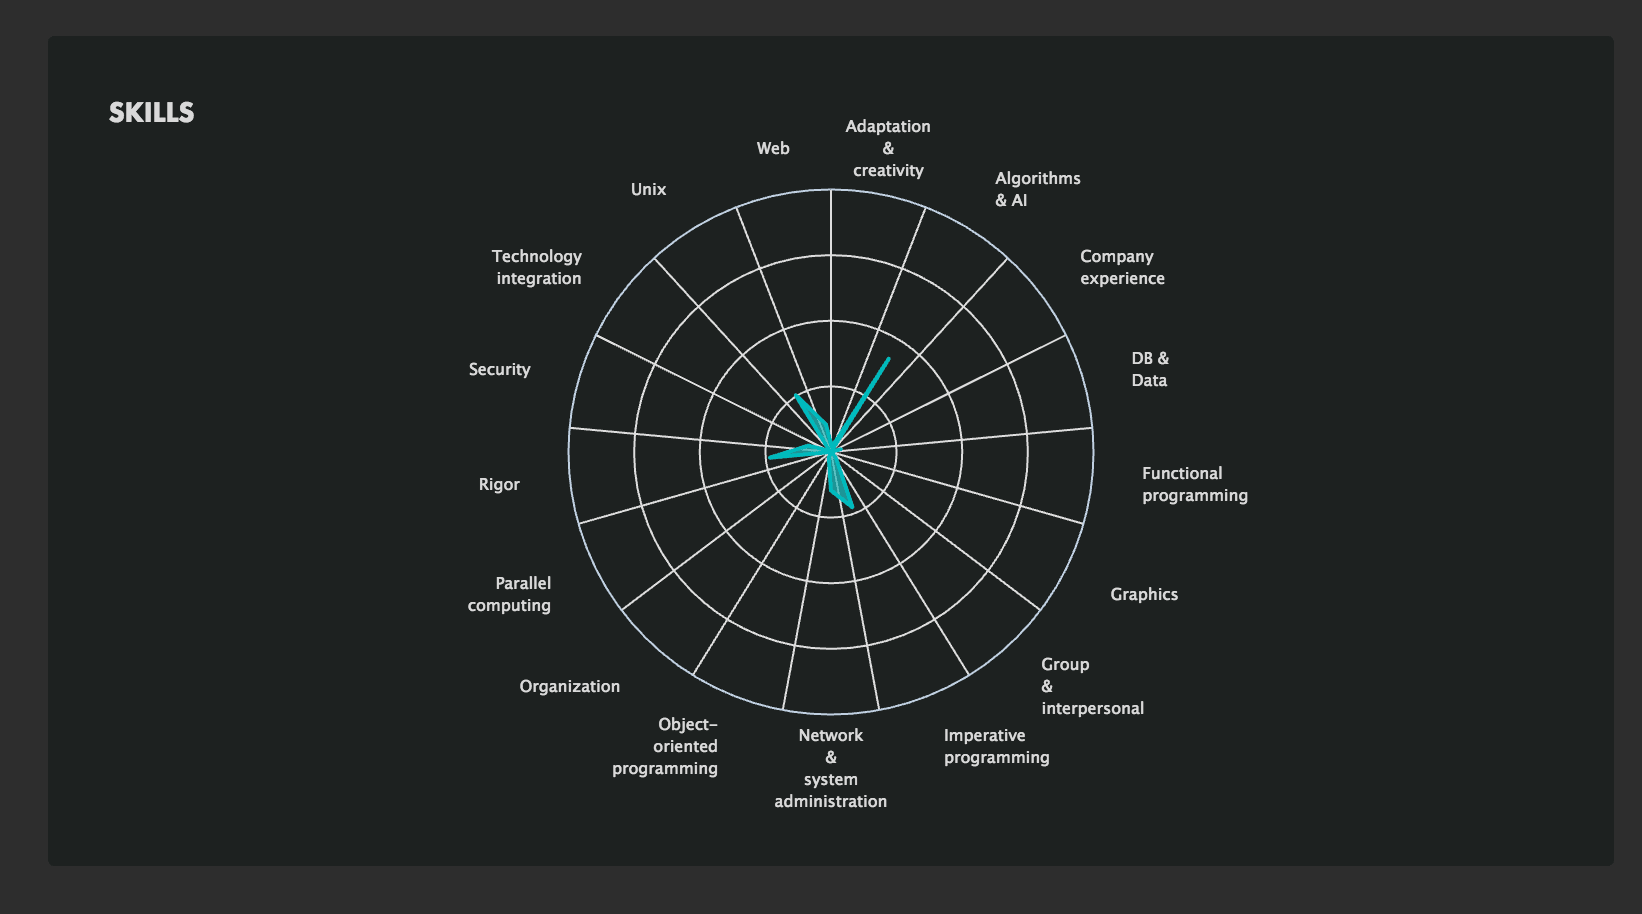 SKILLS
Adaptation
&
creativity
Algorithms
& AI
Company
experience
DB &
Data
Functional
programming
Graphics
Group
&
interpersonal
Imperative
programming
Network
&
system
administration
Object-
oriented
programming
Organization
Parallel
computing
Rigor
Security
Technology
integration
Unix
Web